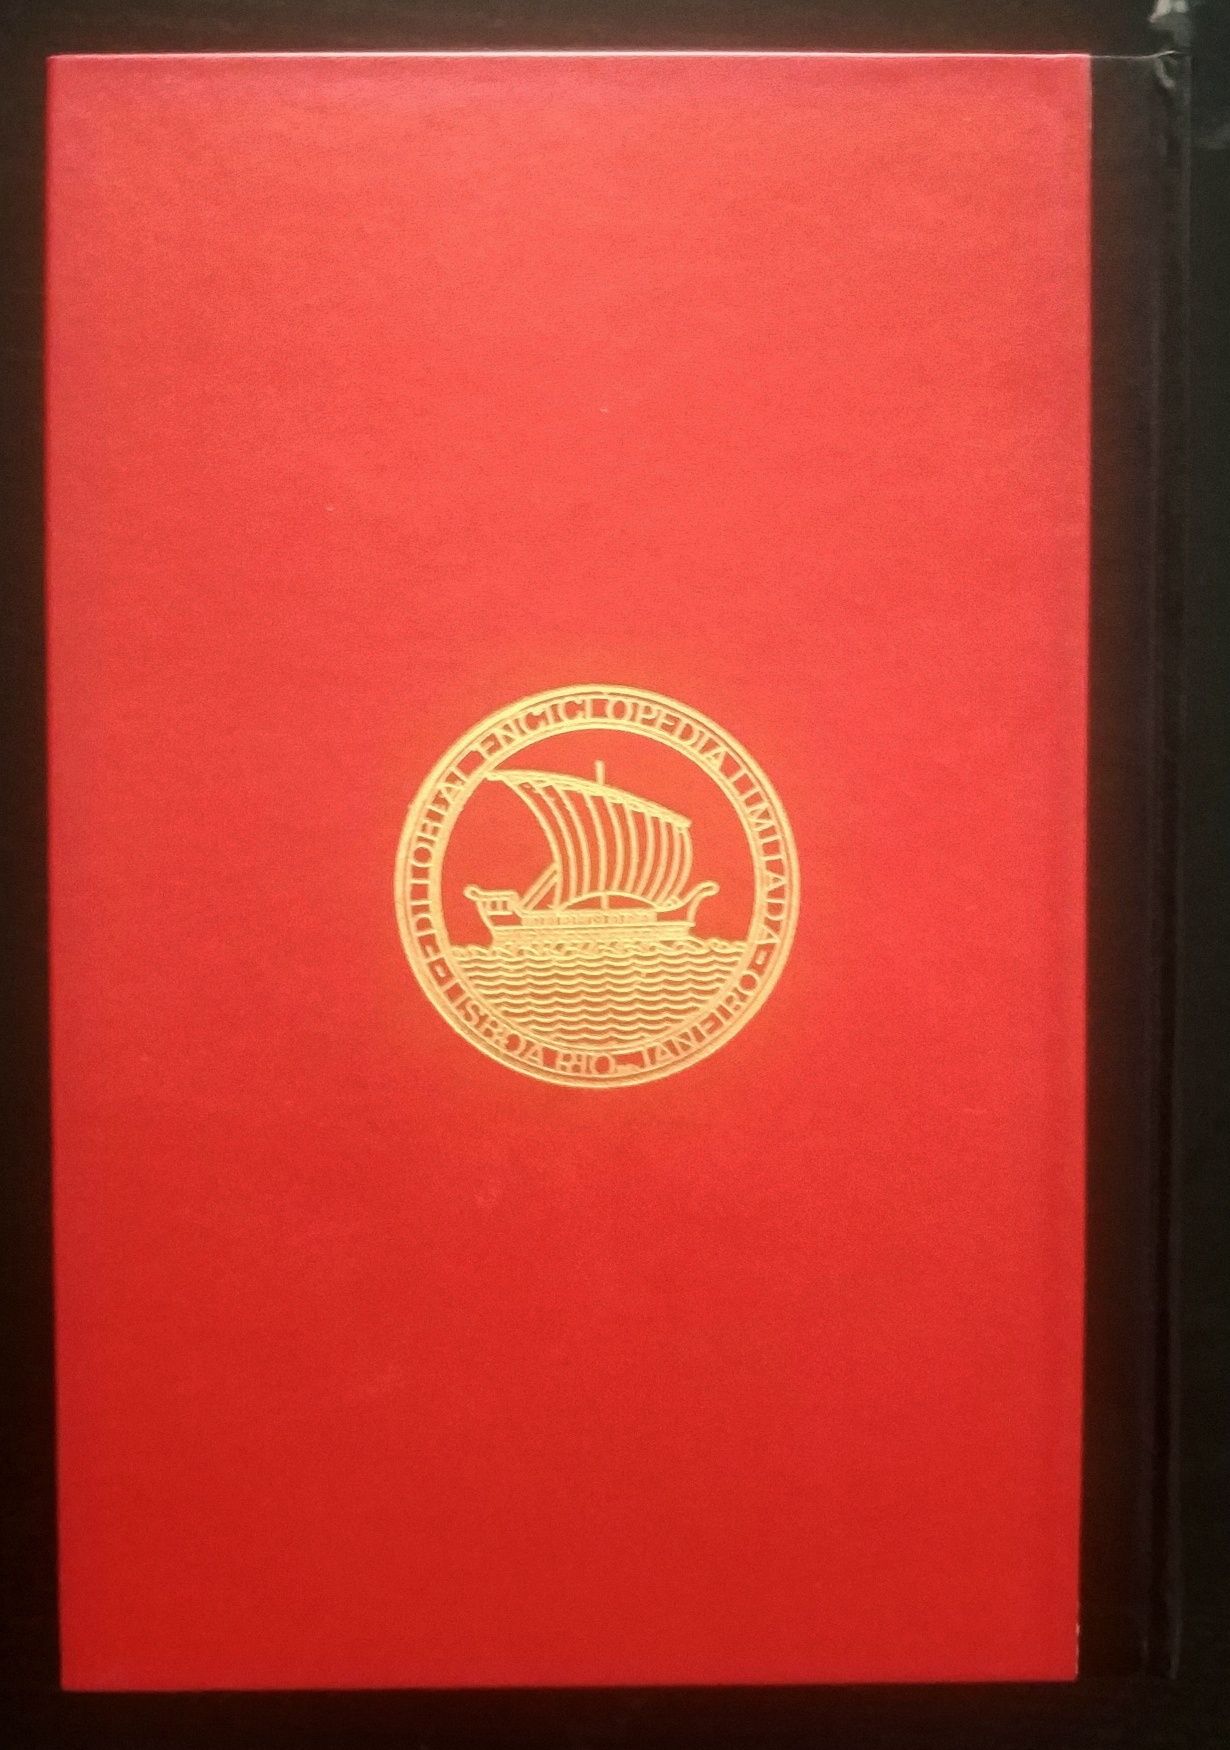 EDITORIAL ENCICLOPEDIA LIMITADA
LISBOA RIO JANEIRO